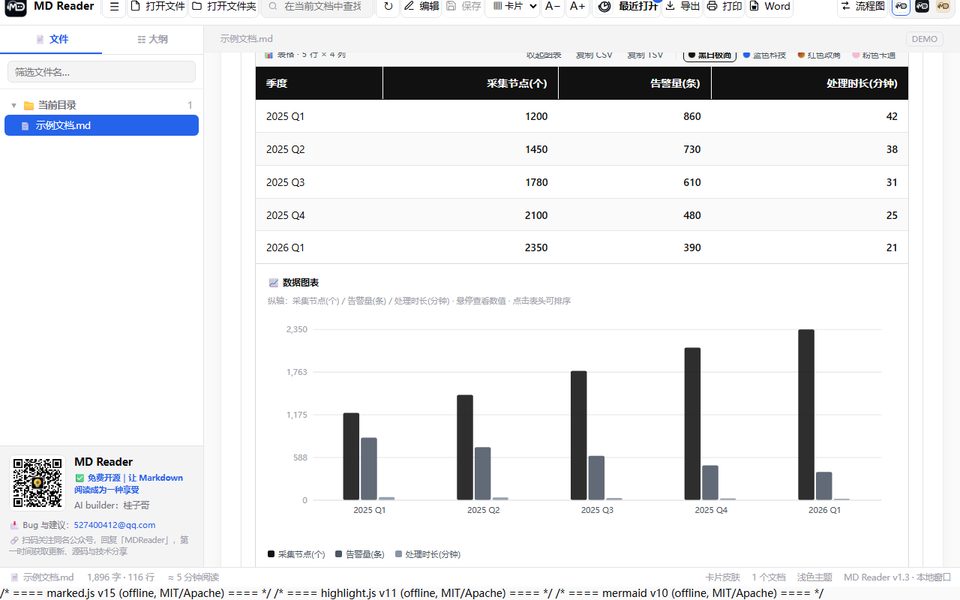 MD Reader 打开文件 打开文件夹 在当前文档中查找 编辑 保存 卡片 A− A+ 最近打开 导出 打印 Word 流程图
文件 大纲 示例文档.md DEMO
筛选文件名...
当前目录 1
示例文档.md
表格 · 5 行 × 4 列 收起图表 复制 CSV 复制 TSV 黑白极简 蓝色科技 红色政商 粉色卡通
季度 采集节点(个) 告警量(条) 处理时长(分钟)
2025 Q1 1200 860 42
2025 Q2 1450 730 38
2025 Q3 1780 610 31
2025 Q4 2100 480 25
2026 Q1 2350 390 21
数据图表
纵轴：采集节点(个) / 告警量(条) / 处理时长(分钟) · 悬停查看数值 · 点击表头可排序
2,350
1,763
1,175
588
0
2025 Q1 2025 Q2 2025 Q3 2025 Q4 2026 Q1
采集节点(个) 告警量(条) 处理时长(分钟)
MD Reader
免费开源｜让 Markdown
阅读成为一种享受
AI builder：桂子哥
Bug 与建议：527400412@qq.com
扫码关注同名公众号，回复「MDReader」，第
一时间获取更新、源码与技术分享
示例文档.md 1,896 字 · 116 行 ≈ 5 分钟阅读 卡片皮肤 1 个文档 浅色主题 MD Reader v1.3 · 本地窗口
/* ==== marked.js v15 (offline, MIT/Apache) ==== */ /* ==== highlight.js v11 (offline, MIT/Apache) ==== */ /* ==== mermaid v10 (offline, MIT/Apache) ==== */